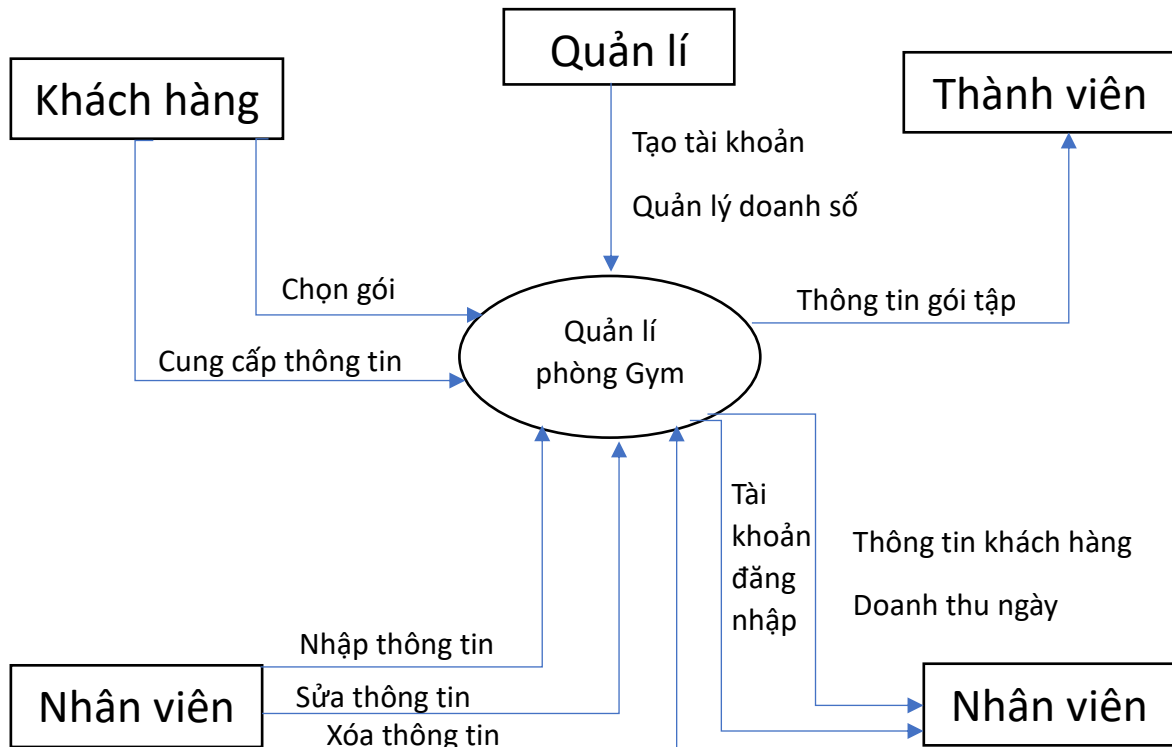 Quản lí
Khách hàng
Thành viên
Tạo tài khoản
Quản lý doanh số
Chọn gói
Thông tin gói tập
Quản lí
phòng Gym
Cung cấp thông tin
Tài
khoản
đăng
nhập
Thông tin khách hàng
Doanh thu ngày
Nhập thông tin
Nhân viên
Sửa thông tin
Xóa thông tin
Nhân viên